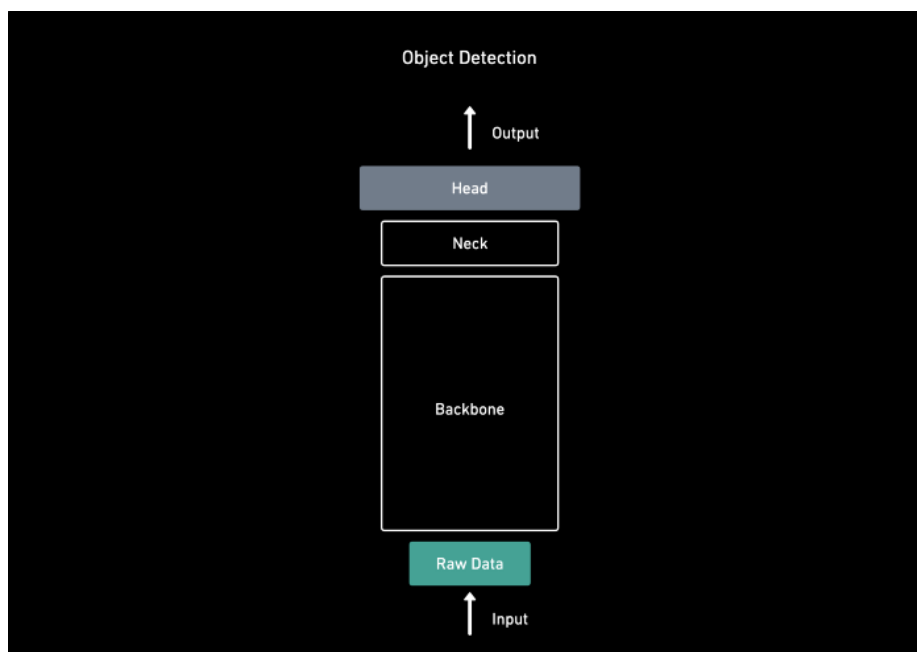 Object Detection
Output
Head
Neck
Backbone
Raw Data
Input